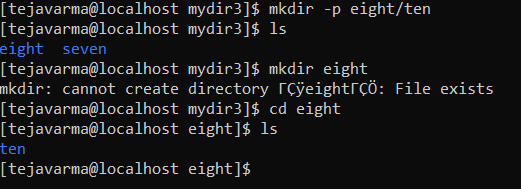 [tejavarma@localhost mydir3]$ mkdir -p eight/ten
[tejavarma@localhost mydir3]$ ls
eight  seven
[tejavarma@localhost mydir3]$ mkdir eight
mkdir: cannot create directory ΓÇÿeightΓÇÖ: File exists
[tejavarma@localhost mydir3]$ cd eight
[tejavarma@localhost eight]$ ls
ten
[tejavarma@localhost eight]$